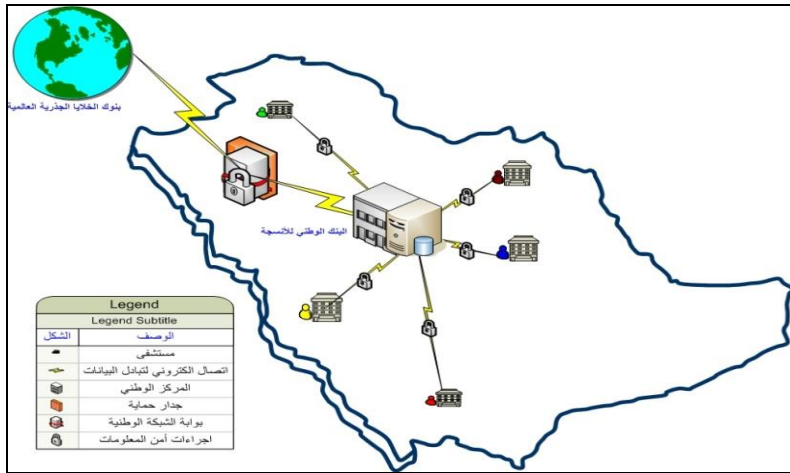 بنوك الخلايا الجذرية العالمية
البنك الوطني للأنسجة
Legend
Legend Subtitle
الشكل الوصف
مستشفى
اتصال الكتروني لتبادل البيانات
المركز الوطني
جدار حماية
بوابة الشبكة الوطنية
اجراءات أمن المعلومات